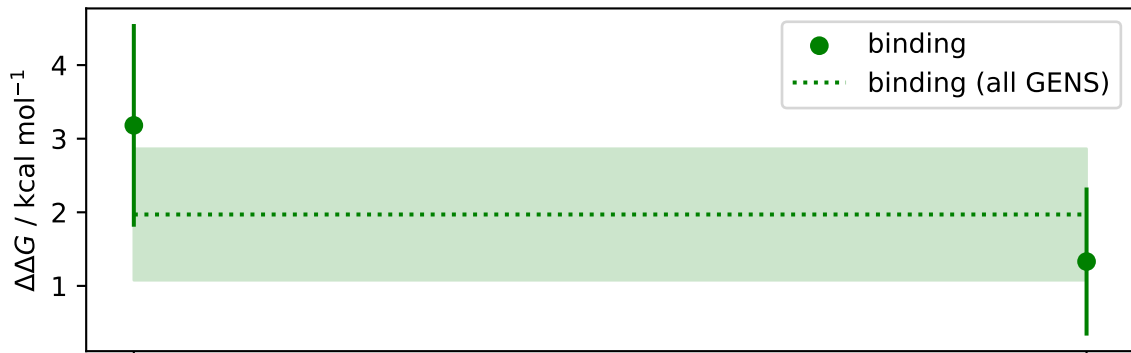 binding
binding (all GENS)
ΔΔG / kcal mol⁻¹
4
3
2
1